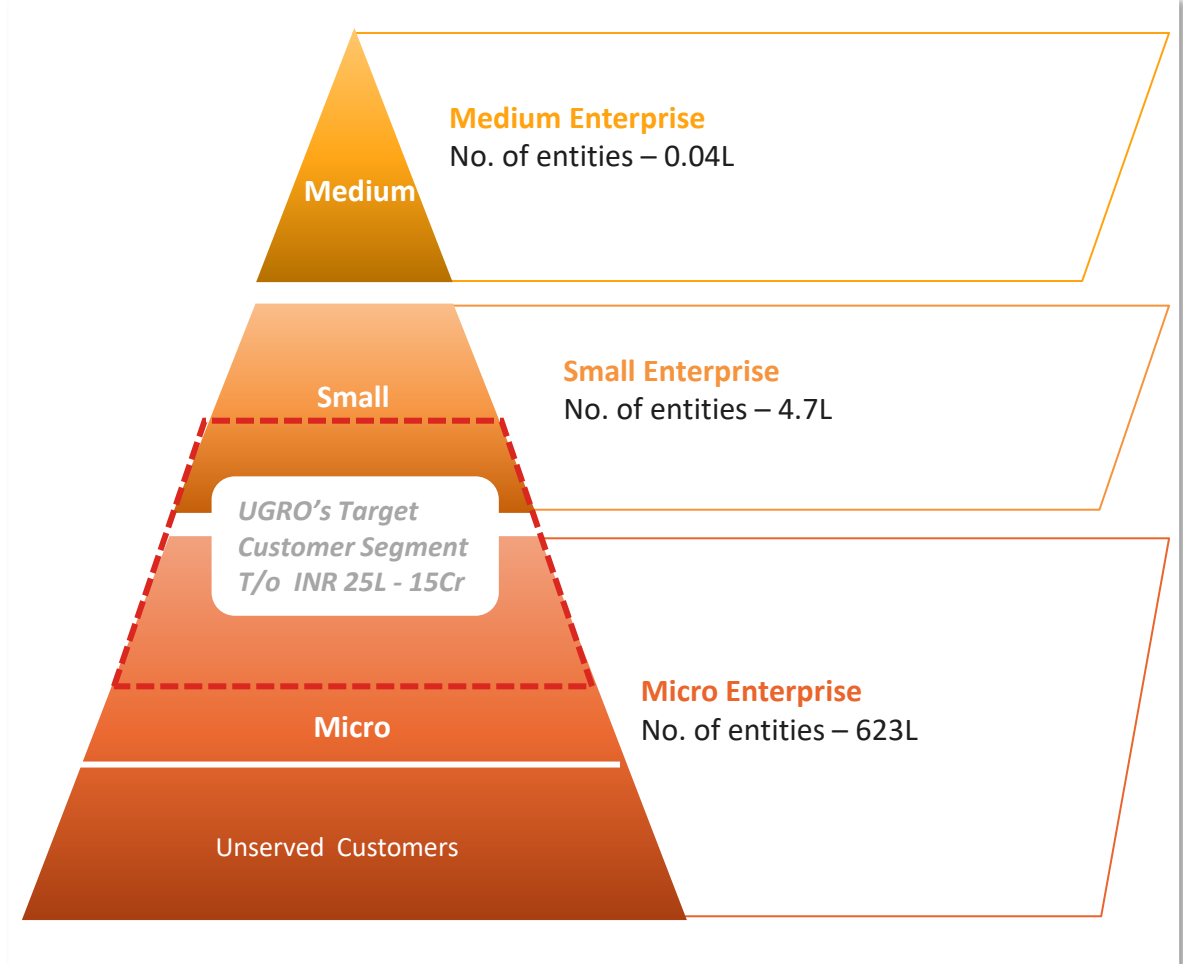 Medium Enterprise
No. of entities – 0.04L
Medium
Small Enterprise
No. of entities – 4.7L
Small
UGRO's Target
Customer Segment
T/o INR 25L - 15Cr
Micro Enterprise
No. of entities – 623L
Micro
Unserved Customers